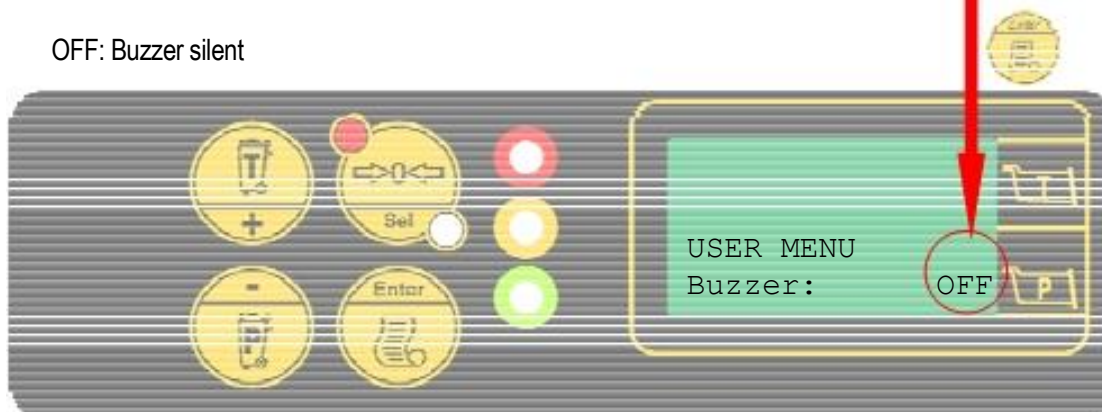 OFF: Buzzer silent
Enter
T
+
0
Sel
-
P
Enter
USER MENU
Buzzer: OFF
T
P